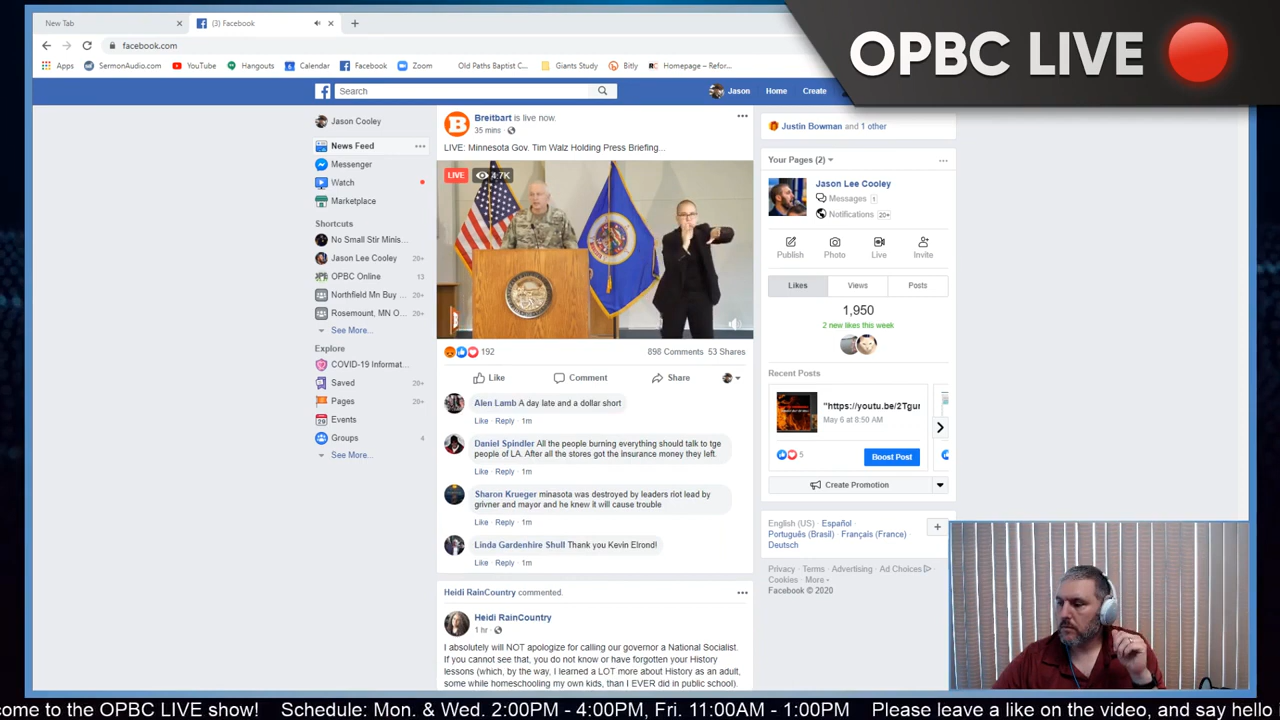 New Tab
(3) Facebook
facebook.com
Apps SermonAudio.com YouTube Hangouts Calendar Facebook Zoom Old Paths Baptist C... Giants Study Bitly Homepage – Refor...
OPBC LIVE
Search
Jason Home Create
Jason Cooley
News Feed
Messenger
Watch
Marketplace
Shortcuts
No Small Stir Minis...
Jason Lee Cooley 20+
OPBC Online 13
Northfield Mn Buy ... 20+
Rosemount, MN O... 20+
See More...
Explore
COVID-19 Informat...
Saved 20+
Pages 20+
Events
Groups 4
See More...
Breitbart is live now.
35 mins
LIVE: Minnesota Gov. Tim Walz Holding Press Briefing...
LIVE 4.7K
192 898 Comments 53 Shares
Like Comment Share
Alen Lamb A day late and a dollar short
Like Reply 1m
Daniel Spindler All the people burning everything should talk to tge
people of LA. After all the stores got the insurance money they left.
Like Reply 1m
Sharon Krueger minasota was destroyed by leaders riot lead by
grivner and mayor and he knew it will cause trouble
Like Reply 1m
Linda Gardenhire Shull Thank you Kevin Elrond!
Like Reply 1m
Heidi RainCountry commented.
Heidi RainCountry
1 hr
I absolutely will NOT apologize for calling our governor a National Socialist.
If you cannot see that, you do not know or have forgotten your History
lessons (which, by the way, I learned a LOT more about History as an adult,
some while homeschooling my own kids, than I EVER did in public school).
Justin Bowman and 1 other
Your Pages (2)
Jason Lee Cooley
Messages 1
Notifications 20+
Publish Photo Live Invite
Likes Views Posts
1,950
2 new likes this week
Recent Posts
"https://youtu.be/2Tgur
May 6 at 8:50 AM
5
Boost Post
Create Promotion
English (US) · Español ·
Português (Brasil) · Français (France) ·
Deutsch
Privacy · Terms · Advertising · Ad Choices
Cookies · More
Facebook © 2020
come to the OPBC LIVE show! Schedule: Mon. & Wed. 2:00PM - 4:00PM, Fri. 11:00AM - 1:00PM Please leave a like on the video, and say hello